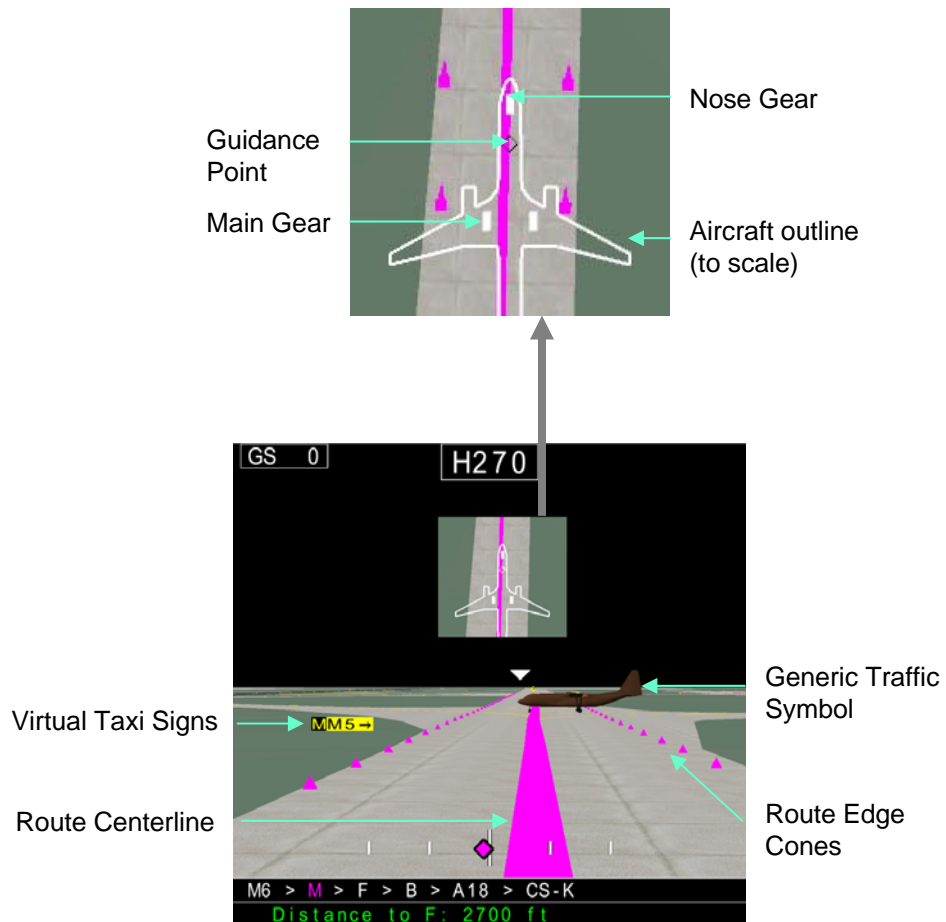 Nose Gear
Guidance
Point
Main Gear
Aircraft outline
(to scale)
GS 0
H270
Generic Traffic
Symbol
Virtual Taxi Signs
MM5→
Route Centerline
Route Edge
Cones
M6 > M > F > B > A18 > CS-K
Distance to F: 2700 ft